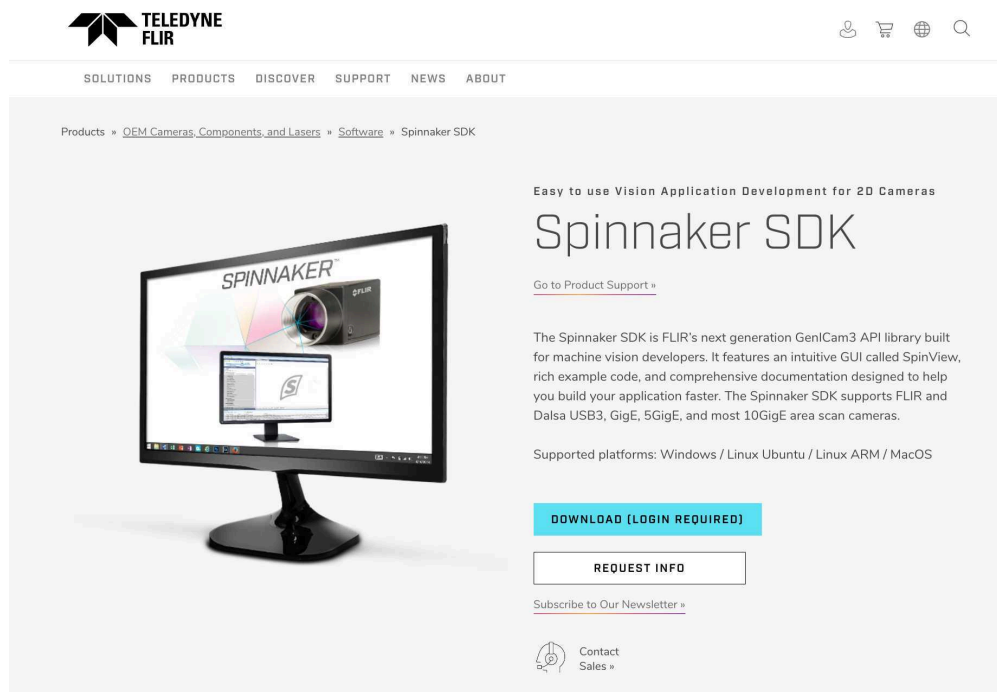 TELEDYNE
FLIR
SOLUTIONS PRODUCTS DISCOVER SUPPORT NEWS ABOUT
Products » OEM Cameras, Components, and Lasers » Software » Spinnaker SDK
SPINNAKER™
FLIR
S
Easy to use Vision Application Development for 2D Cameras
Spinnaker SDK
Go to Product Support »
The Spinnaker SDK is FLIR's next generation GenICam3 API library built
for machine vision developers. It features an intuitive GUI called SpinView,
rich example code, and comprehensive documentation designed to help
you build your application faster. The Spinnaker SDK supports FLIR and
Dalsa USB3, GigE, 5GigE, and most 10GigE area scan cameras.
Supported platforms: Windows / Linux Ubuntu / Linux ARM / MacOS
DOWNLOAD (LOGIN REQUIRED)
REQUEST INFO
Subscribe to Our Newsletter »
Contact
Sales »